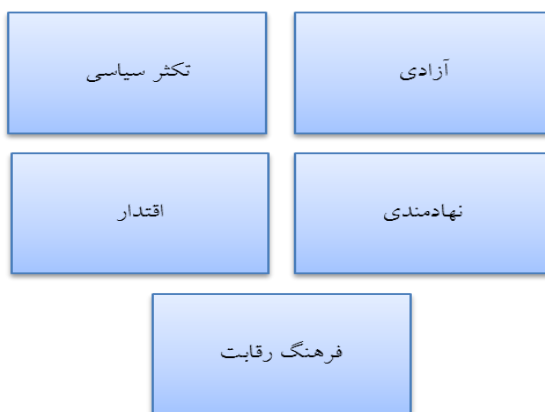 آزادی
تکثر سیاسی
نهادمندی
اقتدار
فرهنگ رقابت